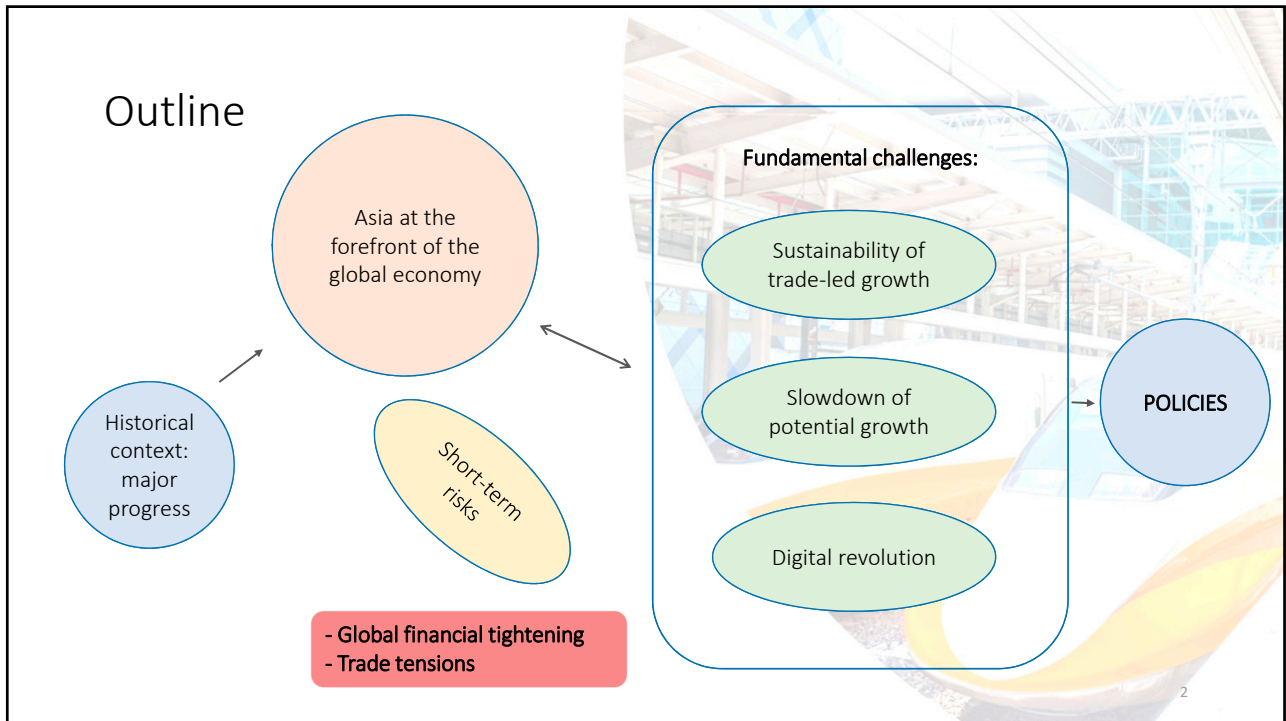 Outline
Asia at the
forefront of the
global economy
Historical
context:
major
progress
Short-term
risks
- Global financial tightening
- Trade tensions
Fundamental challenges:
Sustainability of
trade-led growth
Slowdown of
potential growth
Digital revolution
POLICIES
2